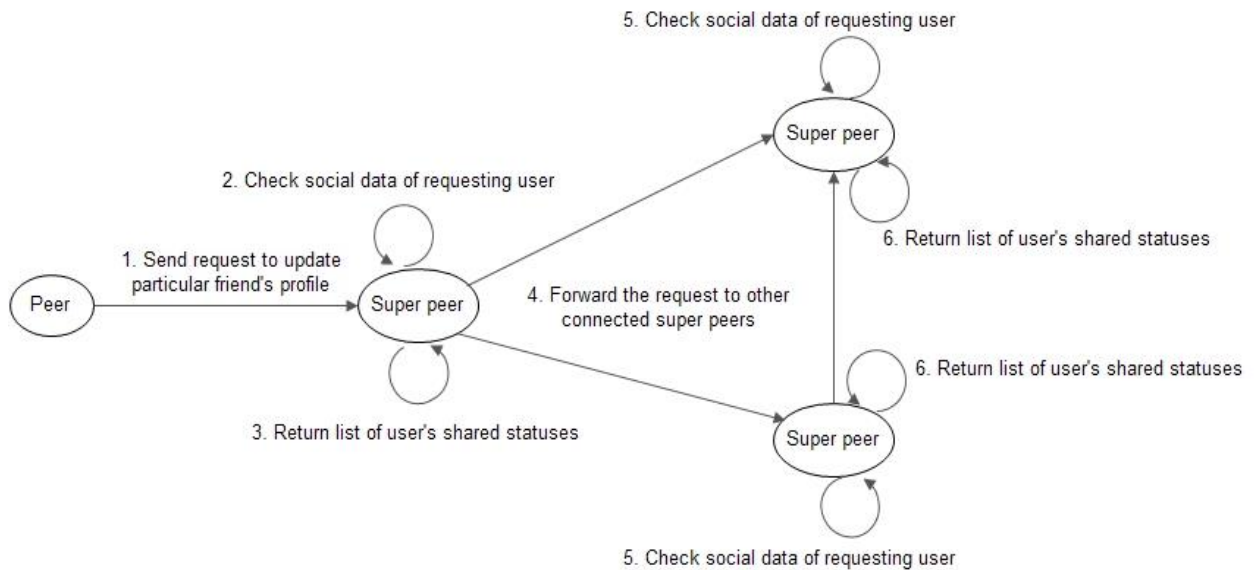 5. Check social data of requesting user
Super peer
2. Check social data of requesting user
6. Return list of user's shared statuses
1. Send request to update
particular friend's profile
Peer
Super peer
4. Forward the request to other
connected super peers
6. Return list of user's shared statuses
3. Return list of user's shared statuses
Super peer
5. Check social data of requesting user